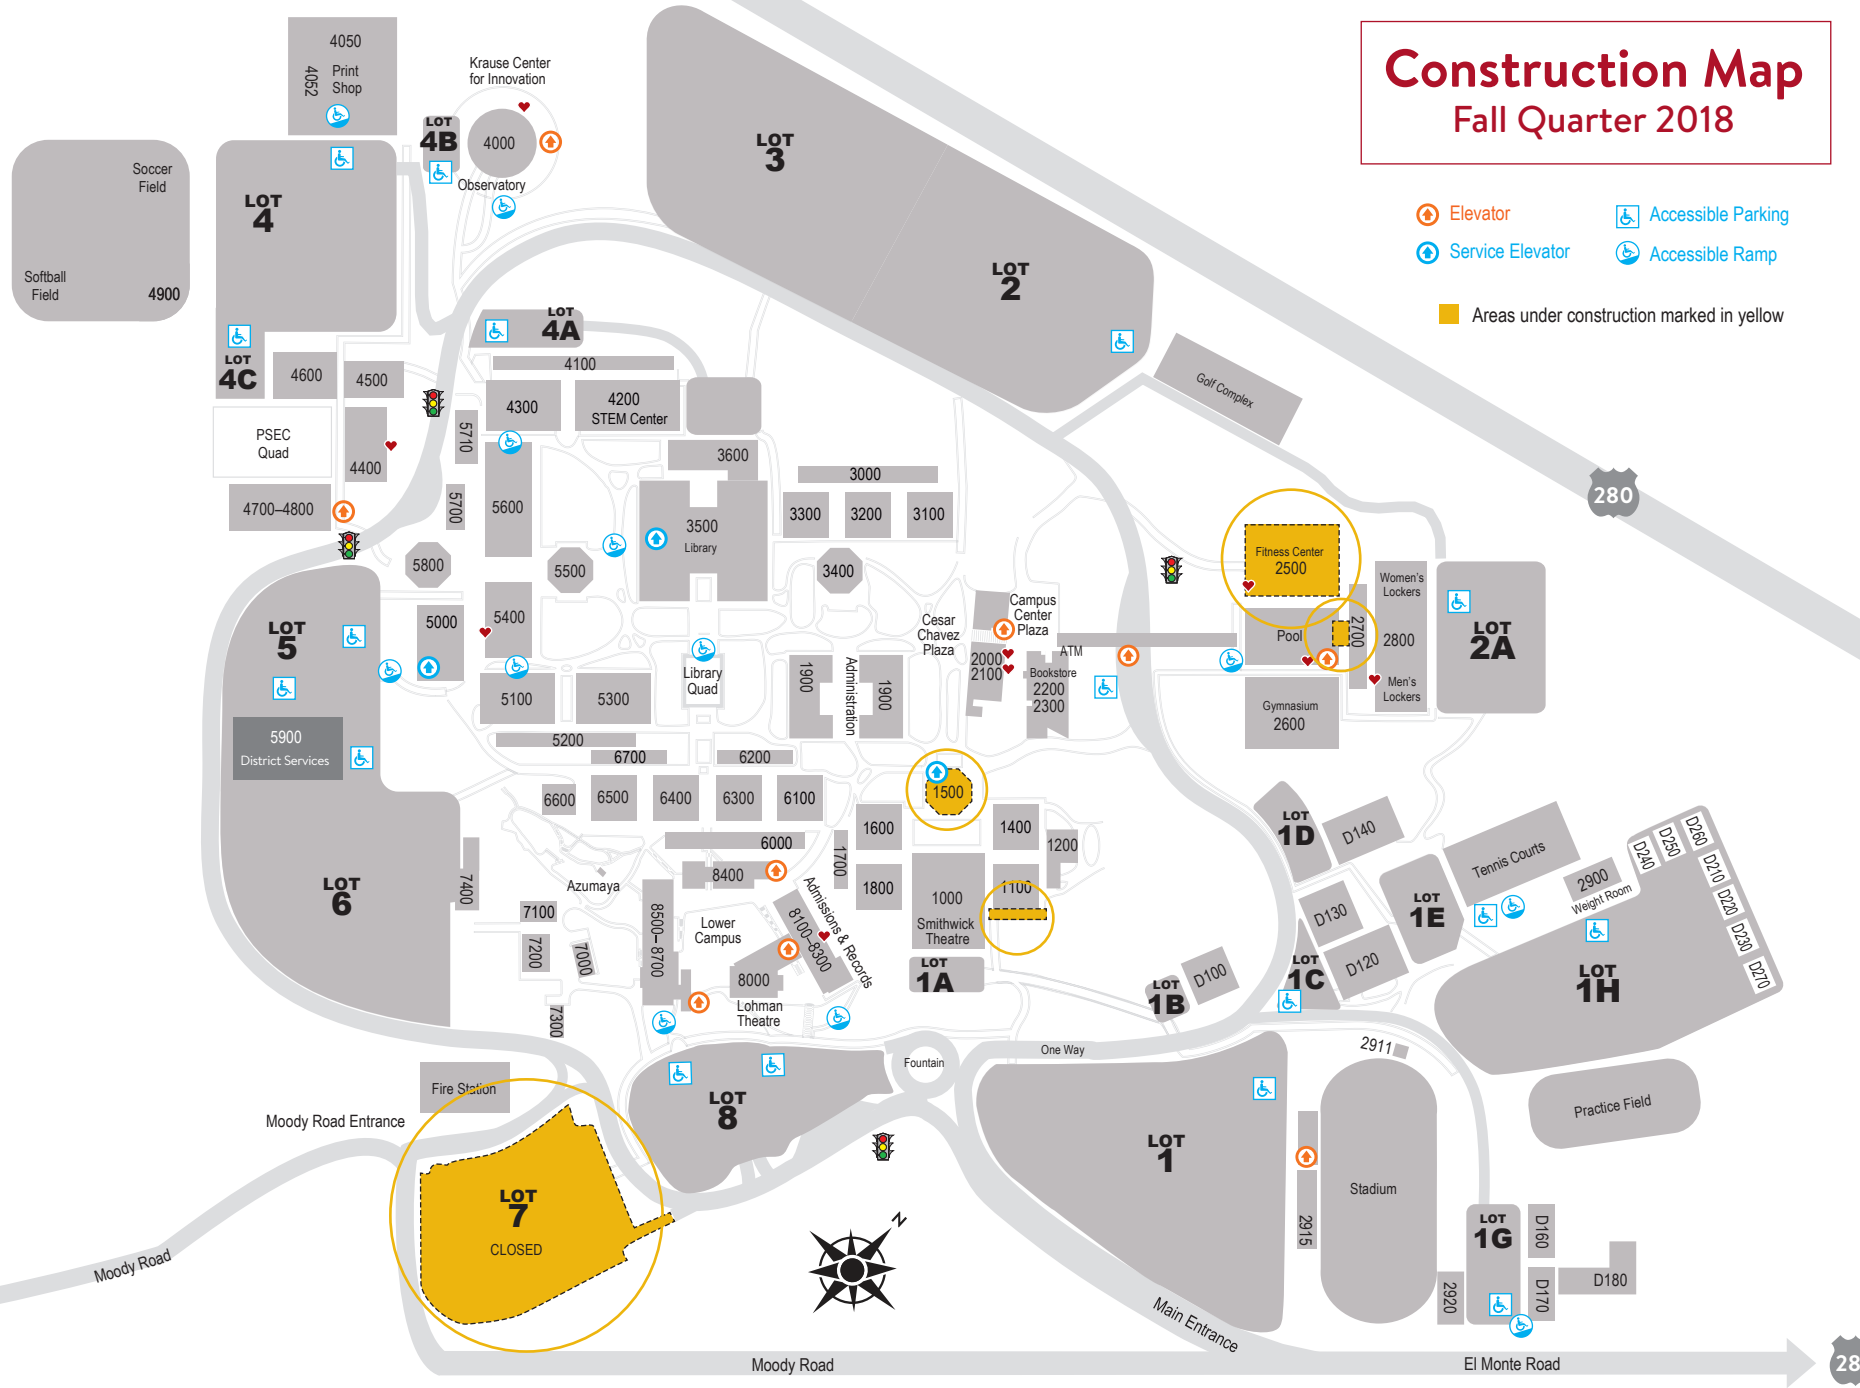 Construction Map
Fall Quarter 2018
Elevator
Service Elevator
Accessible Parking
Accessible Ramp
Areas under construction marked in yellow
4050
4052
Print
Shop
Krause Center
for Innovation
4000
Observatory
LOT
4B
Soccer
Field
Softball
Field
4900
LOT
4
LOT
4C
4600
4500
PSEC
Quad
4400
4700–4800
LOT
3
LOT
2
LOT
4A
4100
4300
4200
STEM Center
5710
5700
5600
3600
3500
Library
3000
3300
3200
3100
3400
5800
5500
5000
5400
Golf Complex
280
Fitness Center
2500
Women's
Lockers
2700
2800
Pool
Men's
Lockers
Gymnasium
2600
LOT
2A
Campus
Center
Plaza
Cesar
Chavez
Plaza
ATM
2000
2100
Bookstore
2200
2300
LOT
5
5900
District Services
Library
Quad
1900
Administration
1900
5100
5300
5200
6700
6200
6600
6500
6400
6300
6100
6000
1500
1600
1400
1200
1700
1800
1000
Smithwick
Theatre
1100
LOT
1A
LOT
6
7400
Azumaya
7100
7200
7000
7300
8400
8500–8700
Lower
Campus
8100–8300
Admissions & Records
8000
Lohman
Theatre
LOT
1D
D140
D130
D120
LOT
1C
LOT
1B
D100
LOT
1E
Tennis Courts
2900
Weight Room
D240
D250
D260
D210
D220
D230
D270
LOT
1H
Practice Field
2911
Fountain
One Way
Fire Station
Moody Road Entrance
LOT
8
LOT
7
CLOSED
LOT
1
Stadium
2915
2920
LOT
1G
D160
D170
D180
N
Moody Road
Main Entrance
Moody Road
El Monte Road
28